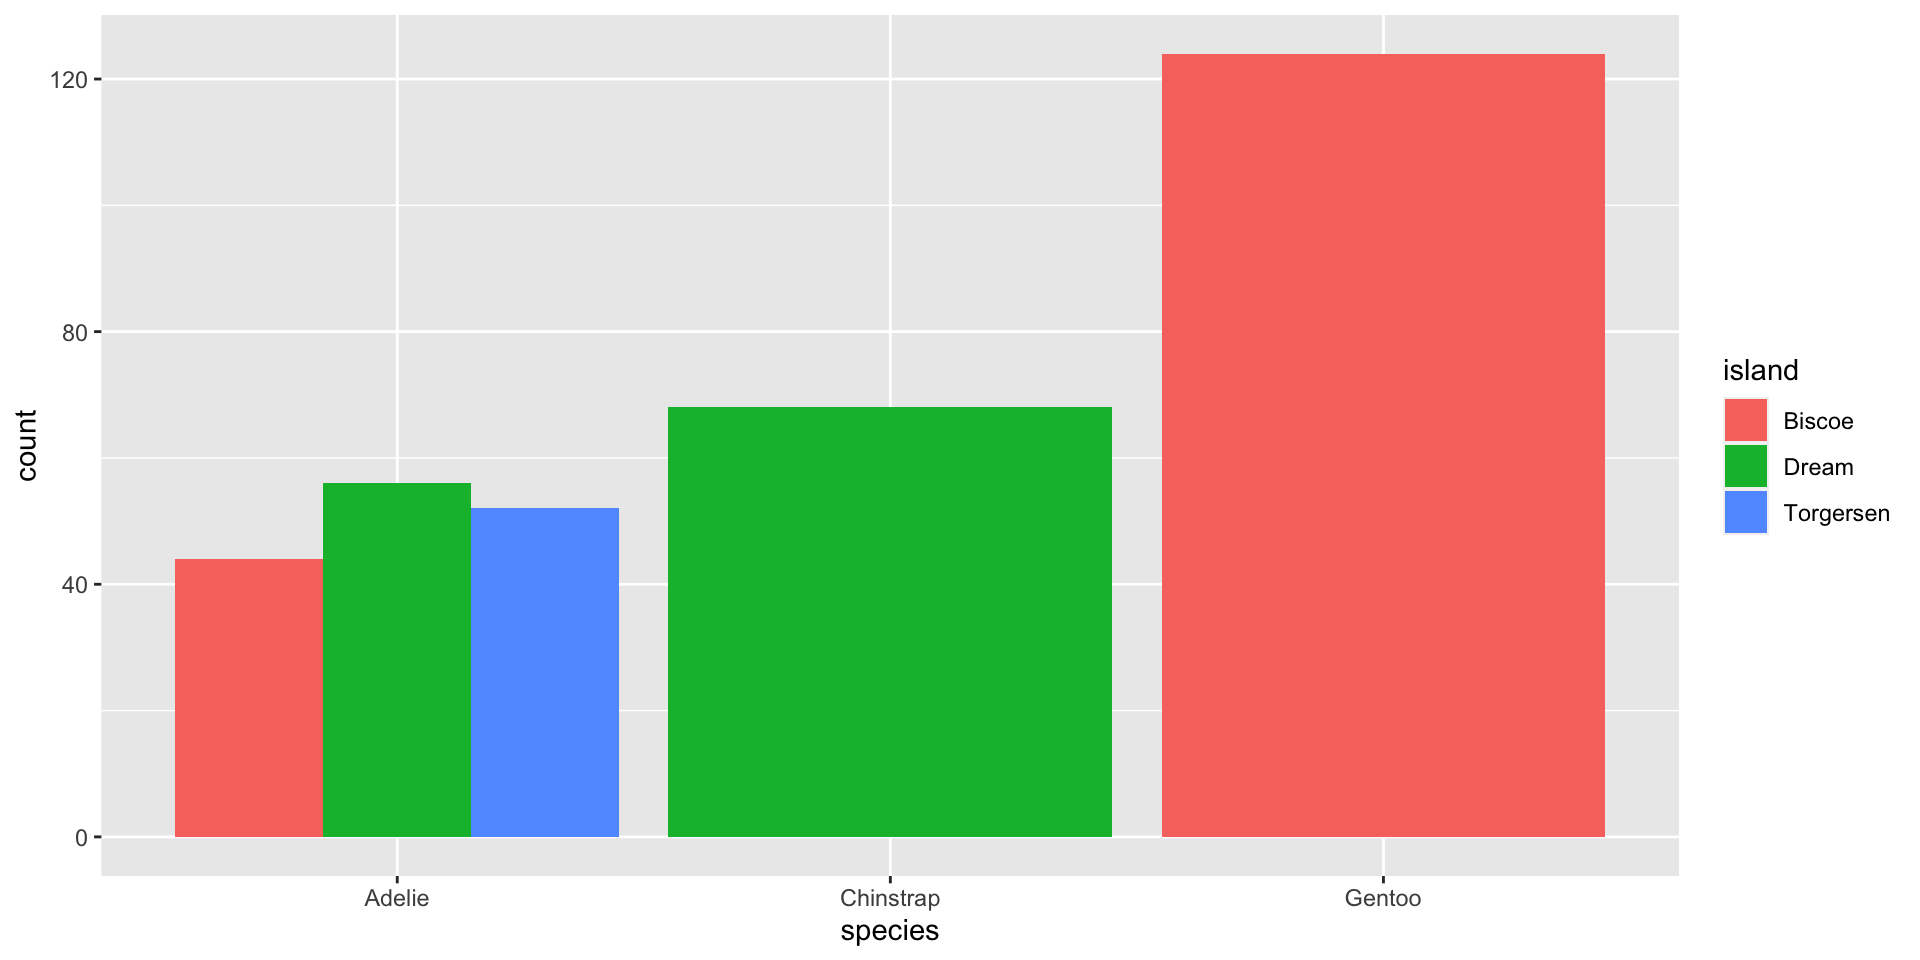 120
80
40
0
count
Adelie
Chinstrap
Gentoo
species
island
Biscoe
Dream
Torgersen